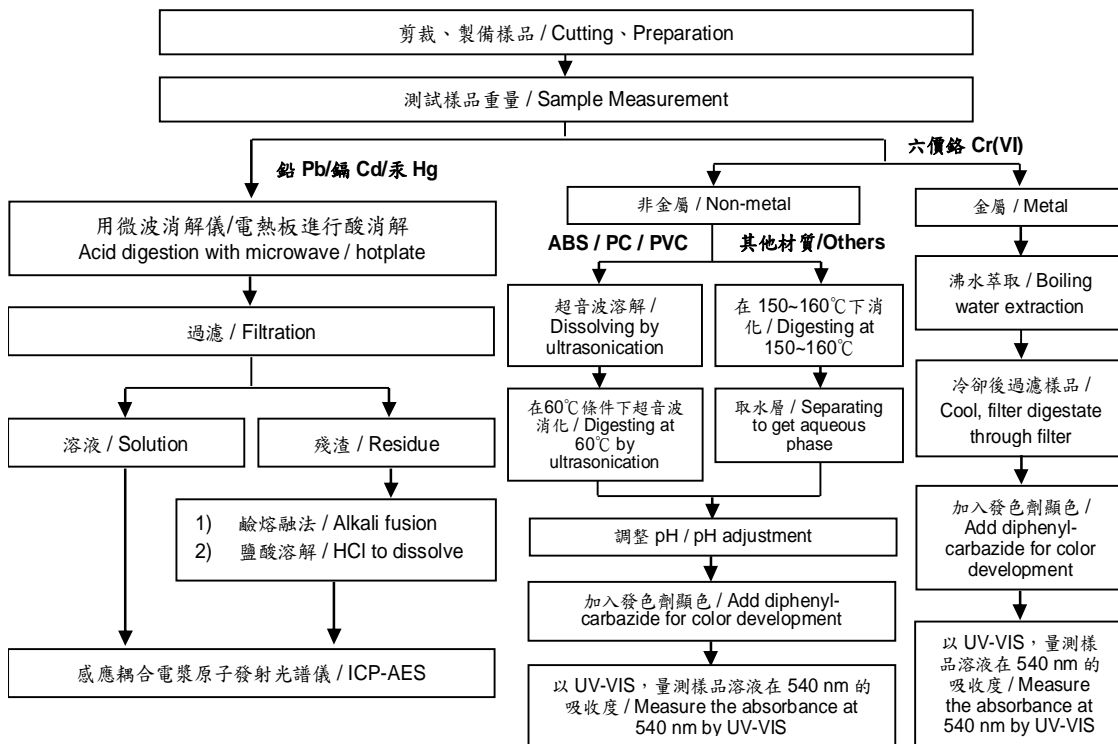 剪裁、製備樣品 / Cutting、Preparation
測試樣品重量 / Sample Measurement
鉛 Pb/鎘 Cd/汞 Hg
六價鉻 Cr(VI)
用微波消解儀/電熱板進行酸消解
Acid digestion with microwave / hotplate
過濾 / Filtration
溶液 / Solution
殘渣 / Residue
1) 鹼熔融法 / Alkali fusion
2) 鹽酸溶解 / HCl to dissolve
感應耦合電漿原子發射光譜儀 / ICP-AES
非金屬 / Non-metal
ABS / PC / PVC
其他材質/Others
超音波溶解 /
Dissolving by
ultrasonication
在 150~160℃下消
化 / Digesting at
150~160℃
在60℃條件下超音波
消化 / Digesting at
60℃ by
ultrasonication
取水層 / Separating
to get aqueous
phase
調整 pH / pH adjustment
加入發色劑顯色 / Add diphenyl-
carbazide for color development
以 UV-VIS，量測樣品溶液在 540 nm 的
吸收度 / Measure the absorbance at
540 nm by UV-VIS
金屬 / Metal
沸水萃取 / Boiling
water extraction
冷卻後過濾樣品 /
Cool, filter digestate
through filter
加入發色劑顯色 /
Add diphenyl-
carbazide for color
development
以 UV-VIS，量測樣
品溶液在 540 nm 的
吸收度 / Measure
the absorbance at
540 nm by UV-VIS